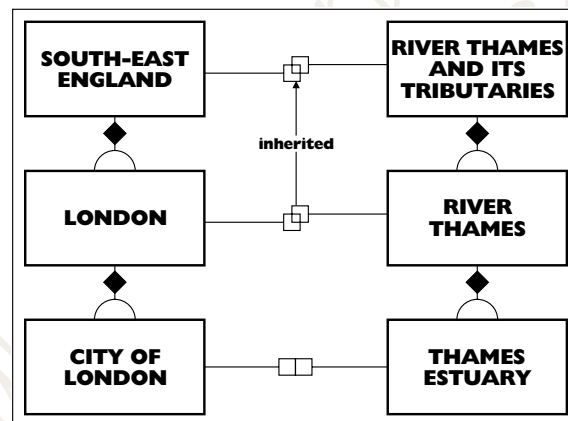 SOUTH-EAST
ENGLAND
RIVER THAMES
AND ITS
TRIBUTARIES
inherited
LONDON
RIVER
THAMES
CITY OF
LONDON
THAMES
ESTUARY